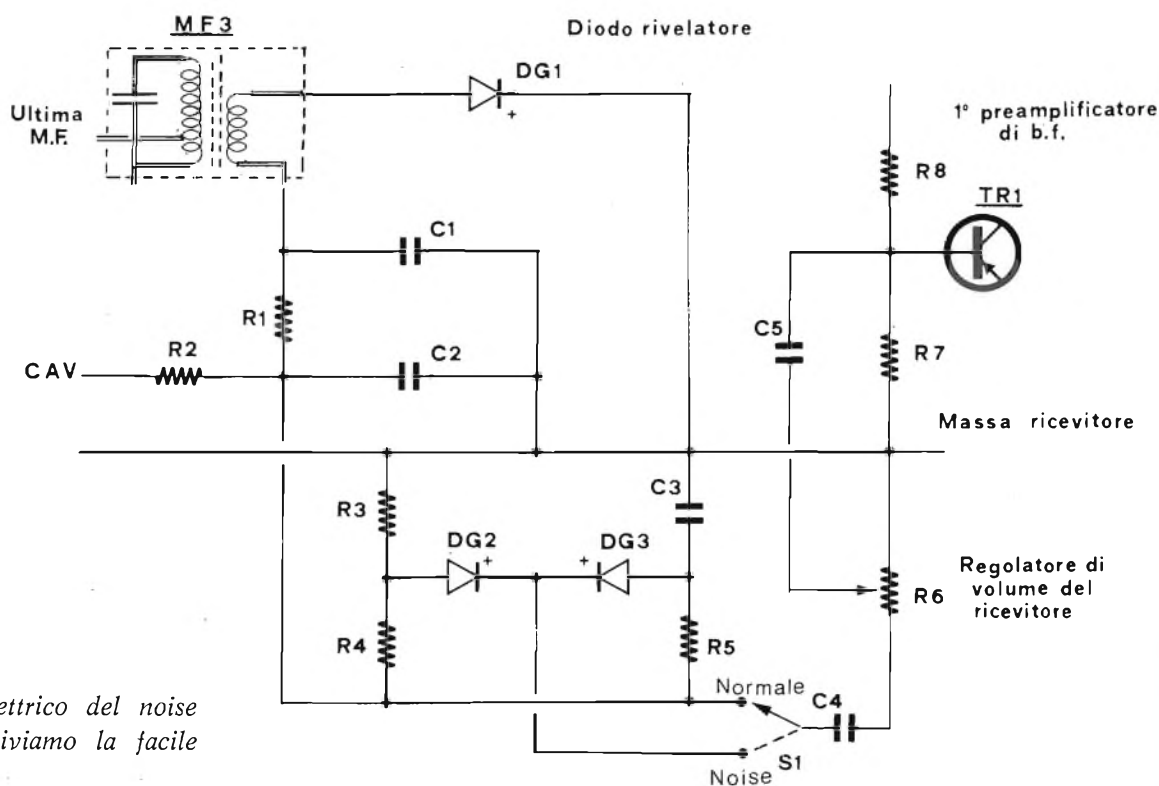 MF3
Ultima
M.F.
Diodo rivelatore
DG1
+
1° preamplificatore
di b.f.
R8
TR1
C1
R1
C5
R7
R2
C2
CAV
Massa ricevitore
R3
C3
DG2
+
+
DG3
R6
Regolatore di
volume del
ricevitore
R4
R5
Normale
C4
S1
Noise
ettrico del noise
iviamo la facile